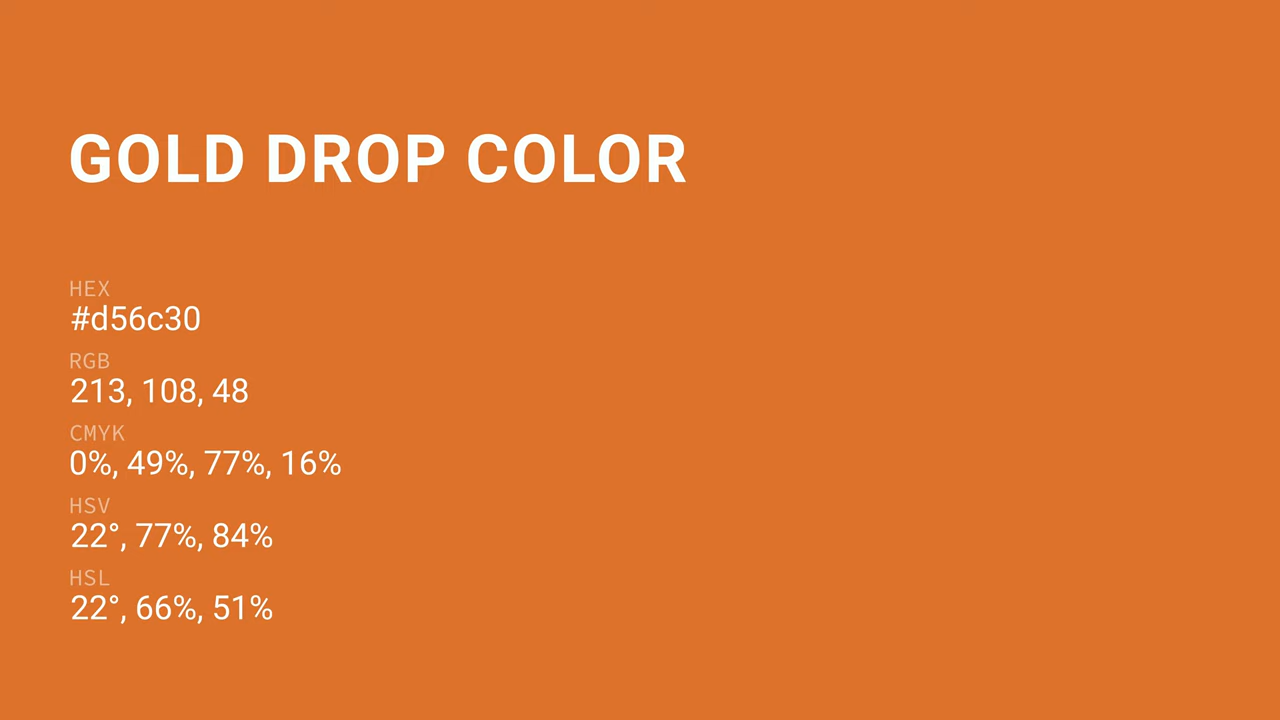 GOLD DROP COLOR
HEX
#d56c30
RGB
213, 108, 48
CMYK
0%, 49%, 77%, 16%
HSV
22°, 77%, 84%
HSL
22°, 66%, 51%